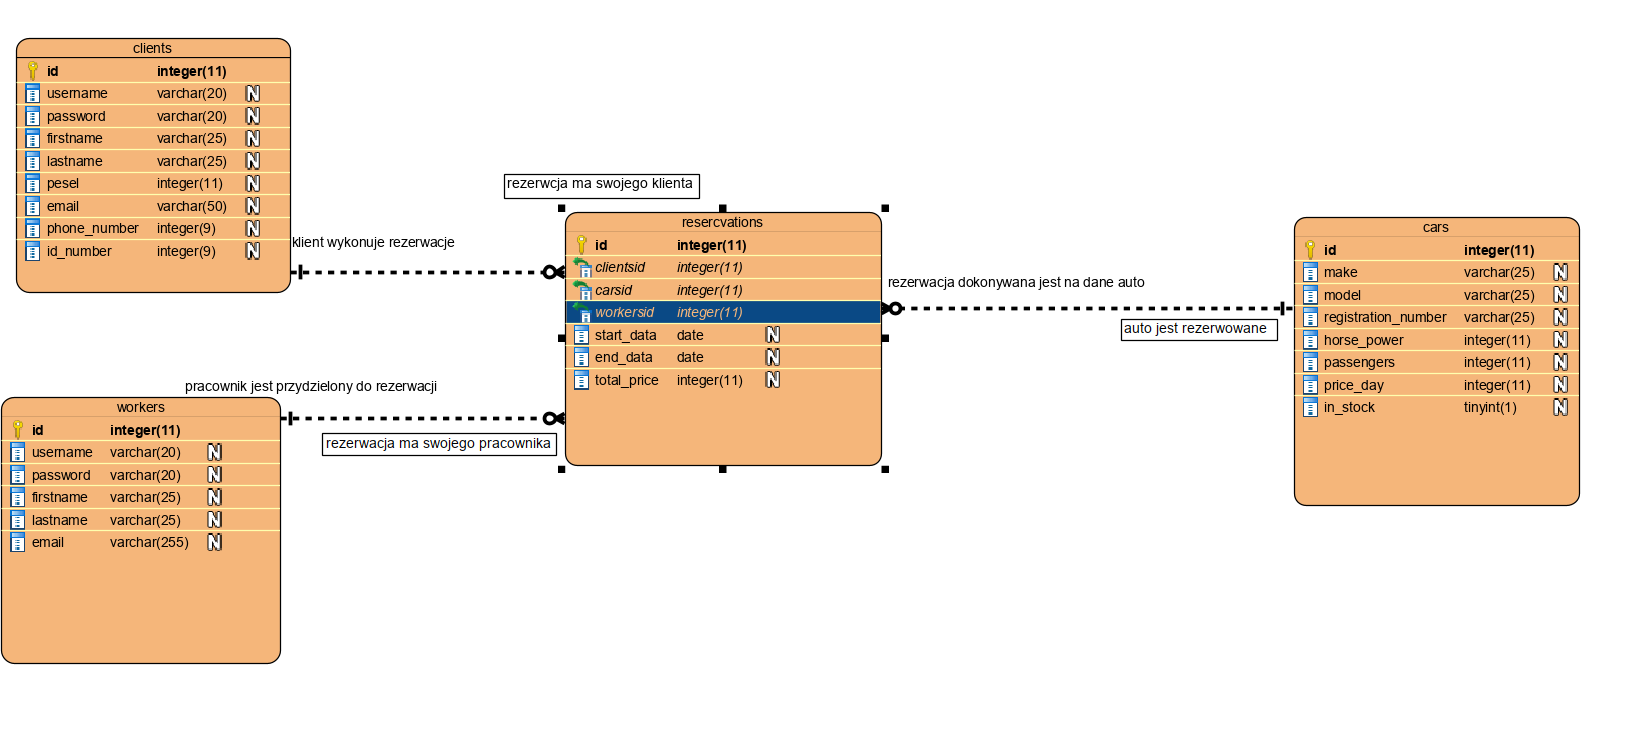 clients
id integer(11)
username varchar(20) N
password varchar(20) N
firstname varchar(25) N
lastname varchar(25) N
pesel integer(11) N
email varchar(50) N
phone_number integer(9) N
id_number integer(9) N
klient wykonuje rezerwacje
rezerwcja ma swojego klienta
resercvations
id integer(11)
clientsid integer(11)
carsid integer(11)
workersid integer(11)
start_data date N
end_data date N
total_price integer(11) N
rezerwacja dokonywana jest na dane auto
auto jest rezerwowane
cars
id integer(11)
make varchar(25) N
model varchar(25) N
registration_number varchar(25) N
horse_power integer(11) N
passengers integer(11) N
price_day integer(11) N
in_stock tinyint(1) N
pracownik jest przydzielony do rezerwacji
rezerwacja ma swojego pracownika
workers
id integer(11)
username varchar(20) N
password varchar(20) N
firstname varchar(25) N
lastname varchar(25) N
email varchar(255) N